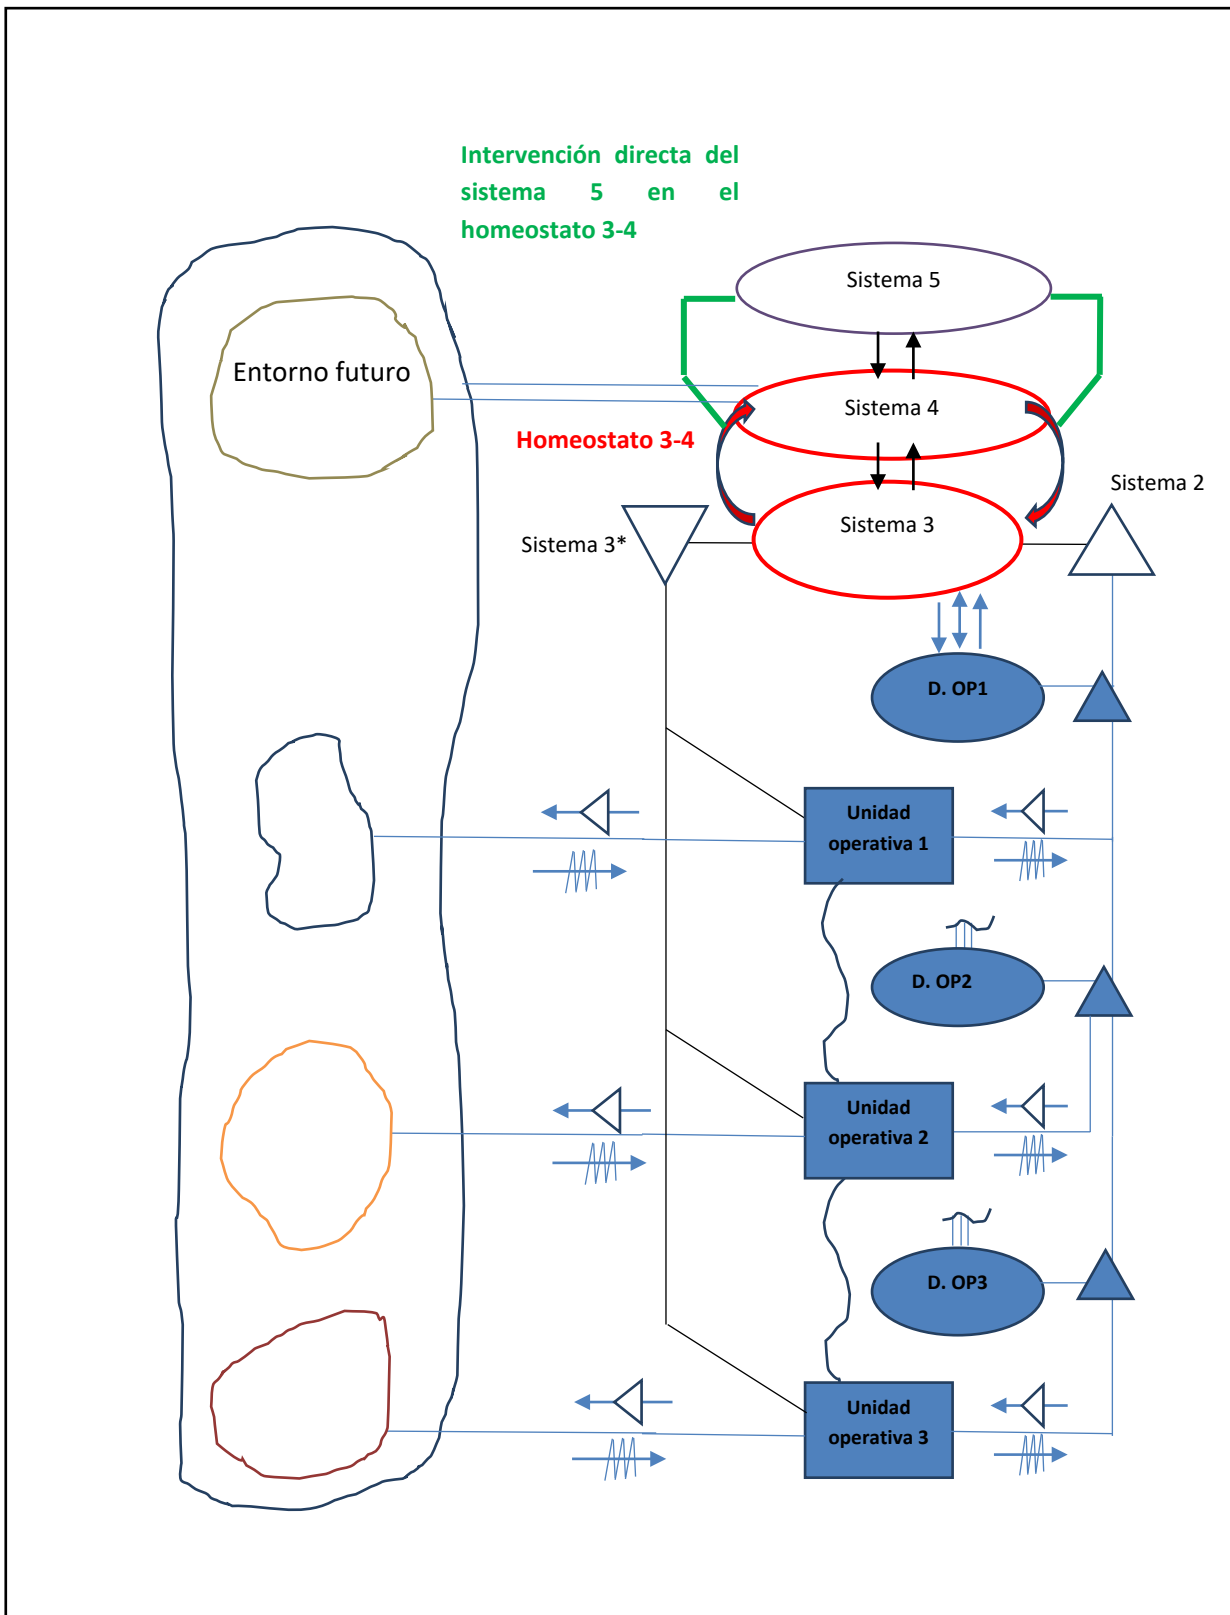 Intervención directa del
sistema 5 en el
homeostato 3-4
Sistema 5
Entorno futuro
Sistema 4
Homeostato 3-4
Sistema 2
Sistema 3
Sistema 3*
D. OP1
Unidad
operativa 1
D. OP2
Unidad
operativa 2
D. OP3
Unidad
operativa 3